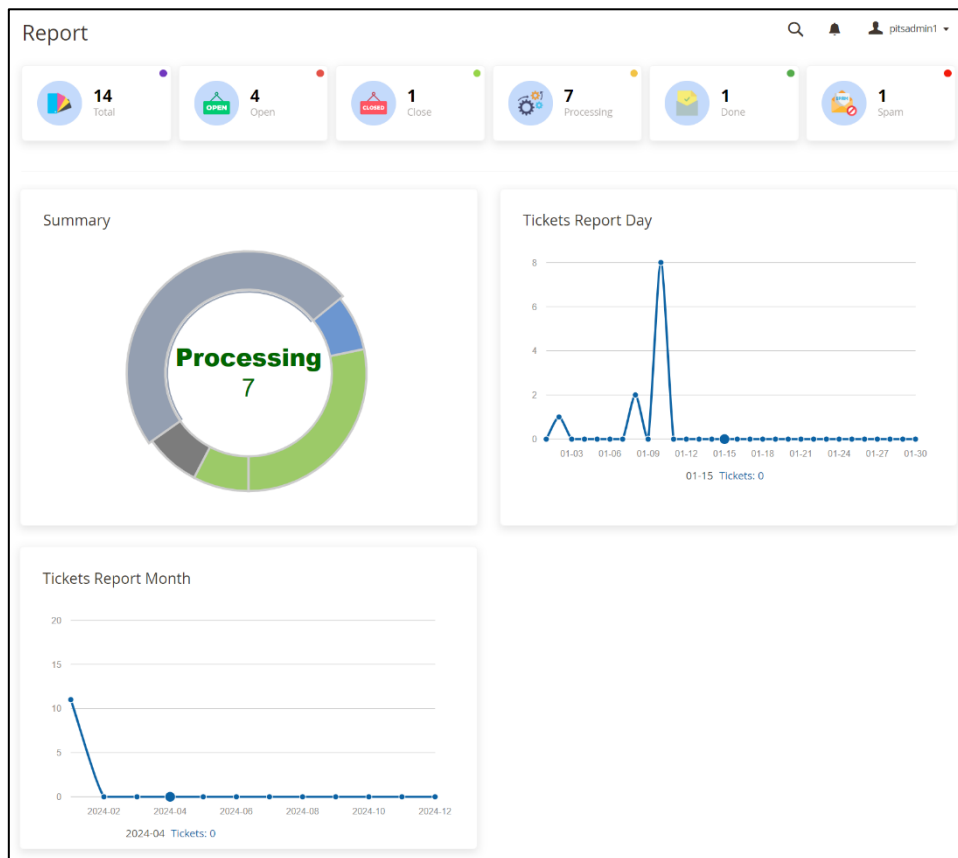 Report
pitsadmin1
14
Total
4
Open
1
Close
7
Processing
1
Done
1
Spam
OPEN
CLOSED
Summary
Processing
7
Tickets Report Day
8
6
4
2
0
01-03 01-06 01-09 01-12 01-15 01-18 01-21 01-24 01-27 01-30
01-15 Tickets: 0
Tickets Report Month
20
15
10
5
0
2024-02 2024-04 2024-06 2024-08 2024-10 2024-12
2024-04 Tickets: 0